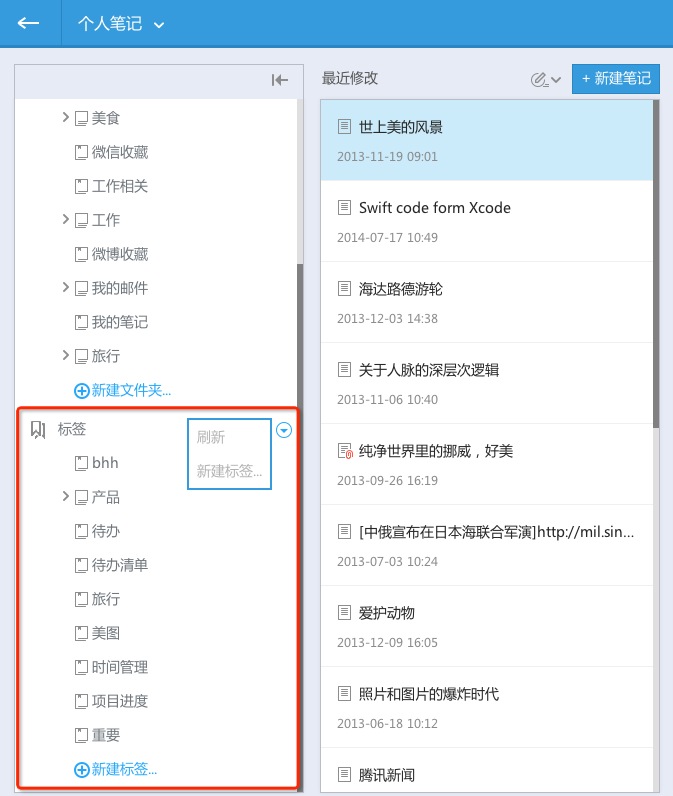 个人笔记
美食
微信收藏
工作相关
工作
微博收藏
我的邮件
我的笔记
旅行
新建文件夹...
标签
刷新
新建标签...
bhh
产品
待办
待办清单
旅行
美图
时间管理
项目进度
重要
新建标签...
最近修改
+ 新建笔记
世上美的风景
2013-11-19 09:01
Swift code form Xcode
2014-07-17 10:49
海达路德游轮
2013-12-03 14:38
关于人脉的深层次逻辑
2013-11-06 10:40
纯净世界里的挪威，好美
2013-09-26 16:19
[中俄宣布在日本海联合军演]http://mil.sin...
2013-07-03 10:24
爱护动物
2013-12-09 16:05
照片和图片的爆炸时代
2013-06-18 10:12
腾讯新闻